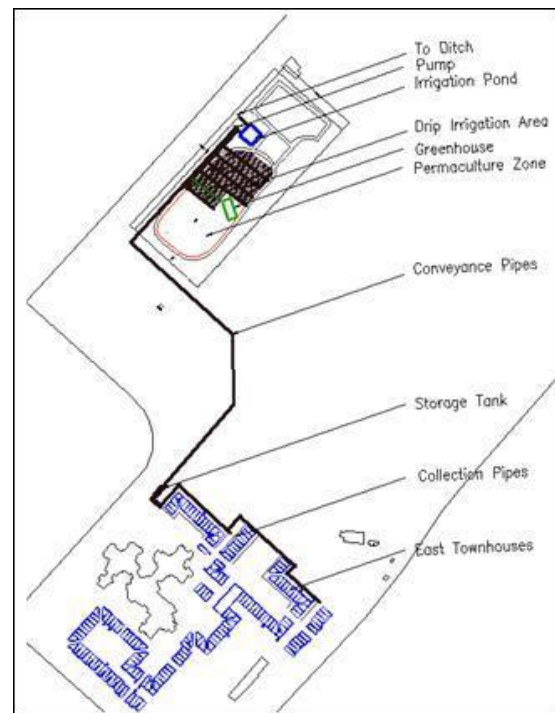 To Ditch
Pump
Irrigation Pond
Drip Irrigation Area
Greenhouse
Permaculture Zone
Conveyance Pipes
Storage Tank
Collection Pipes
East Townhouses